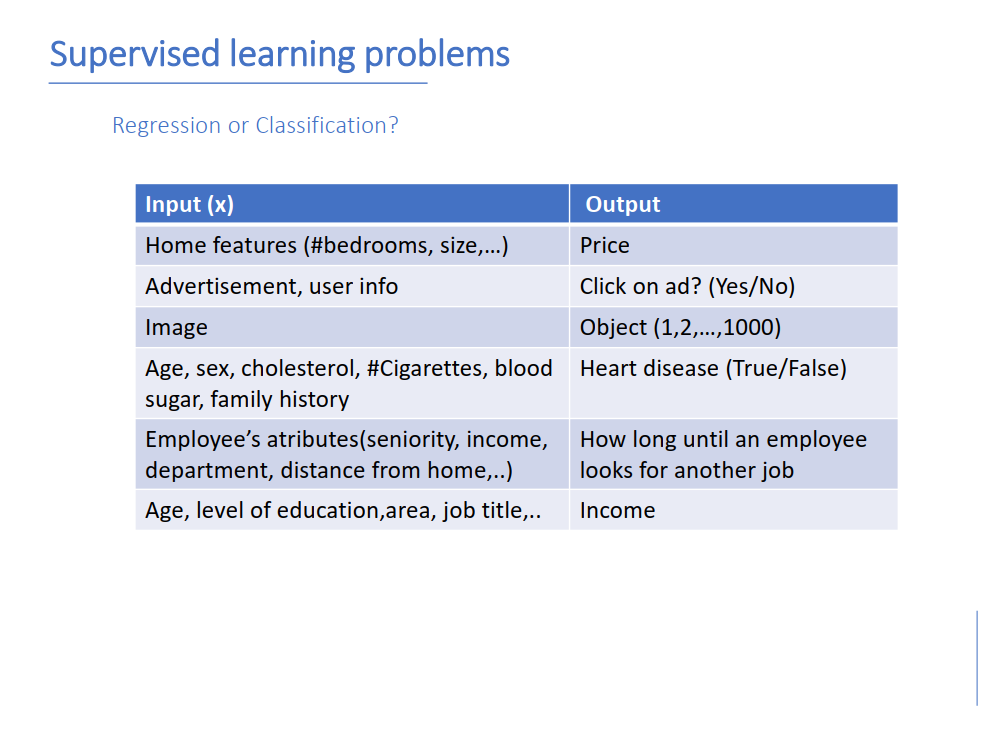 Supervised learning problems
Regression or Classification?
Input (x) Output
Home features (#bedrooms, size,...) Price
Advertisement, user info Click on ad? (Yes/No)
Image Object (1,2,...,1000)
Age, sex, cholesterol, #Cigarettes, blood Heart disease (True/False)
sugar, family history
Employee’s atributes(seniority, income, How long until an employee
department, distance from home,..) looks for another job
Age, level of education,area, job title,.. Income